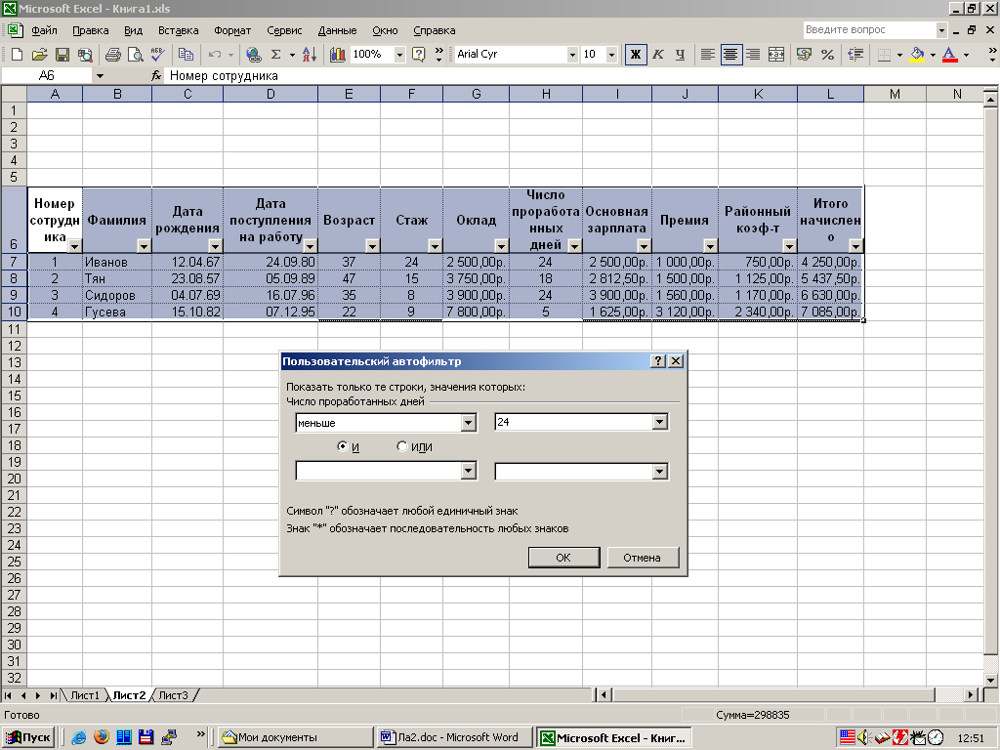 Microsoft Excel - Книга1.xls
Файл Правка Вид Вставка Формат Сервис Данные Окно Справка Введите вопрос
100% Arial Cyr 10 Ж К Ч
A6 fx Номер сотрудника
A B C D E F G H I J K L M N
1
2
3
4
5
6 Номер сотрудн ика Фамилия Дата рождения Дата поступления на работу Возраст Стаж Оклад Число проработа нных дней Основная зарплата Премия Районный коэф-т Итого начислен о
7 1 Иванов 12.04.67 24.09.80 37 24 2 500,00р. 24 2 500,00р. 1 000,00р. 750,00р. 4 250,00р.
8 2 Тян 23.08.57 05.09.89 47 15 3 750,00р. 18 2 812,50р. 1 500,00р. 1 125,00р. 5 437,50р.
9 3 Сидоров 04.07.69 16.07.96 35 8 3 900,00р. 24 3 900,00р. 1 560,00р. 1 170,00р. 6 630,00р.
10 4 Гусева 15.10.82 07.12.95 22 9 7 800,00р. 5 1 625,00р. 3 120,00р. 2 340,00р. 7 085,00р.
11
12
13
14
15
16
17
18
19
20
21
22
23
24
25
26
27
28
29
30
31
32
Пользовательский автофильтр
Показать только те строки, значения которых:
Число проработанных дней
меньше 24
И ИЛИ
Символ "?" обозначает любой единичный знак
Знак "*" обозначает последовательность любых знаков
ОК Отмена
Лист1 Лист2 Лист3
Готово Сумма=298835
Пуск Мои документы Ла2.doc - Microsoft Word Microsoft Excel - Книг... 12:51